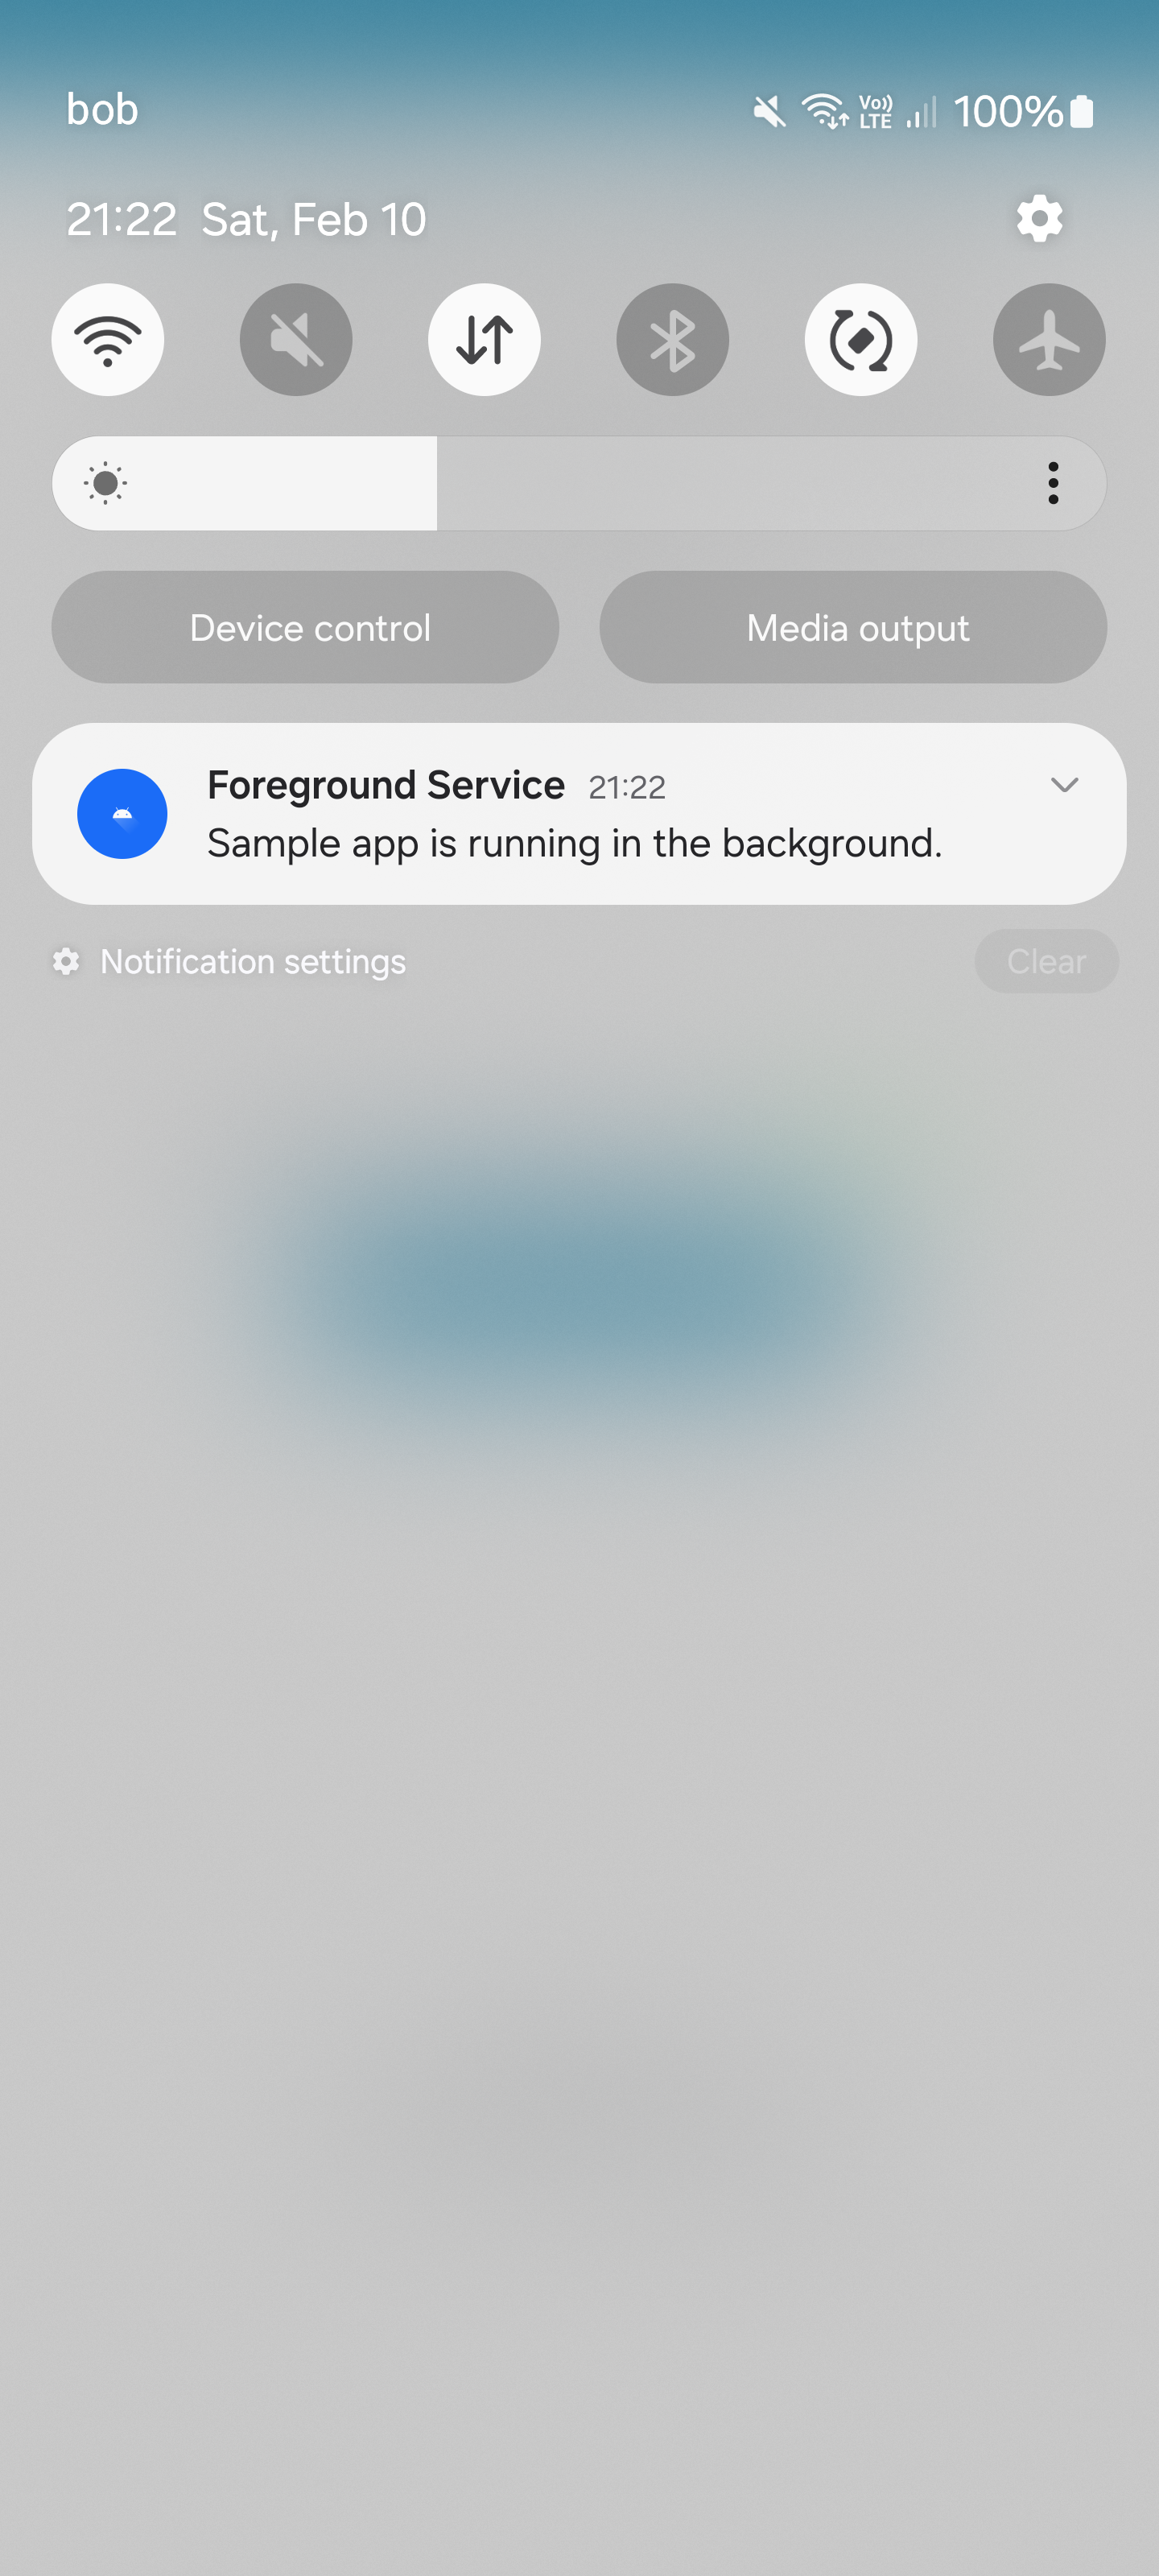 bob
Vo)) LTE 100%
21:22 Sat, Feb 10
Device control
Media output
Foreground Service 21:22
Sample app is running in the background.
Notification settings
Clear